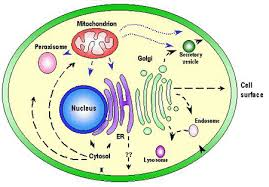 Mitochondrion
Peroxisome
Golgi
Secretory
vesicle
Cell
surface
Nucleus
Endosome
ER
Cytosol
??
Lysosome